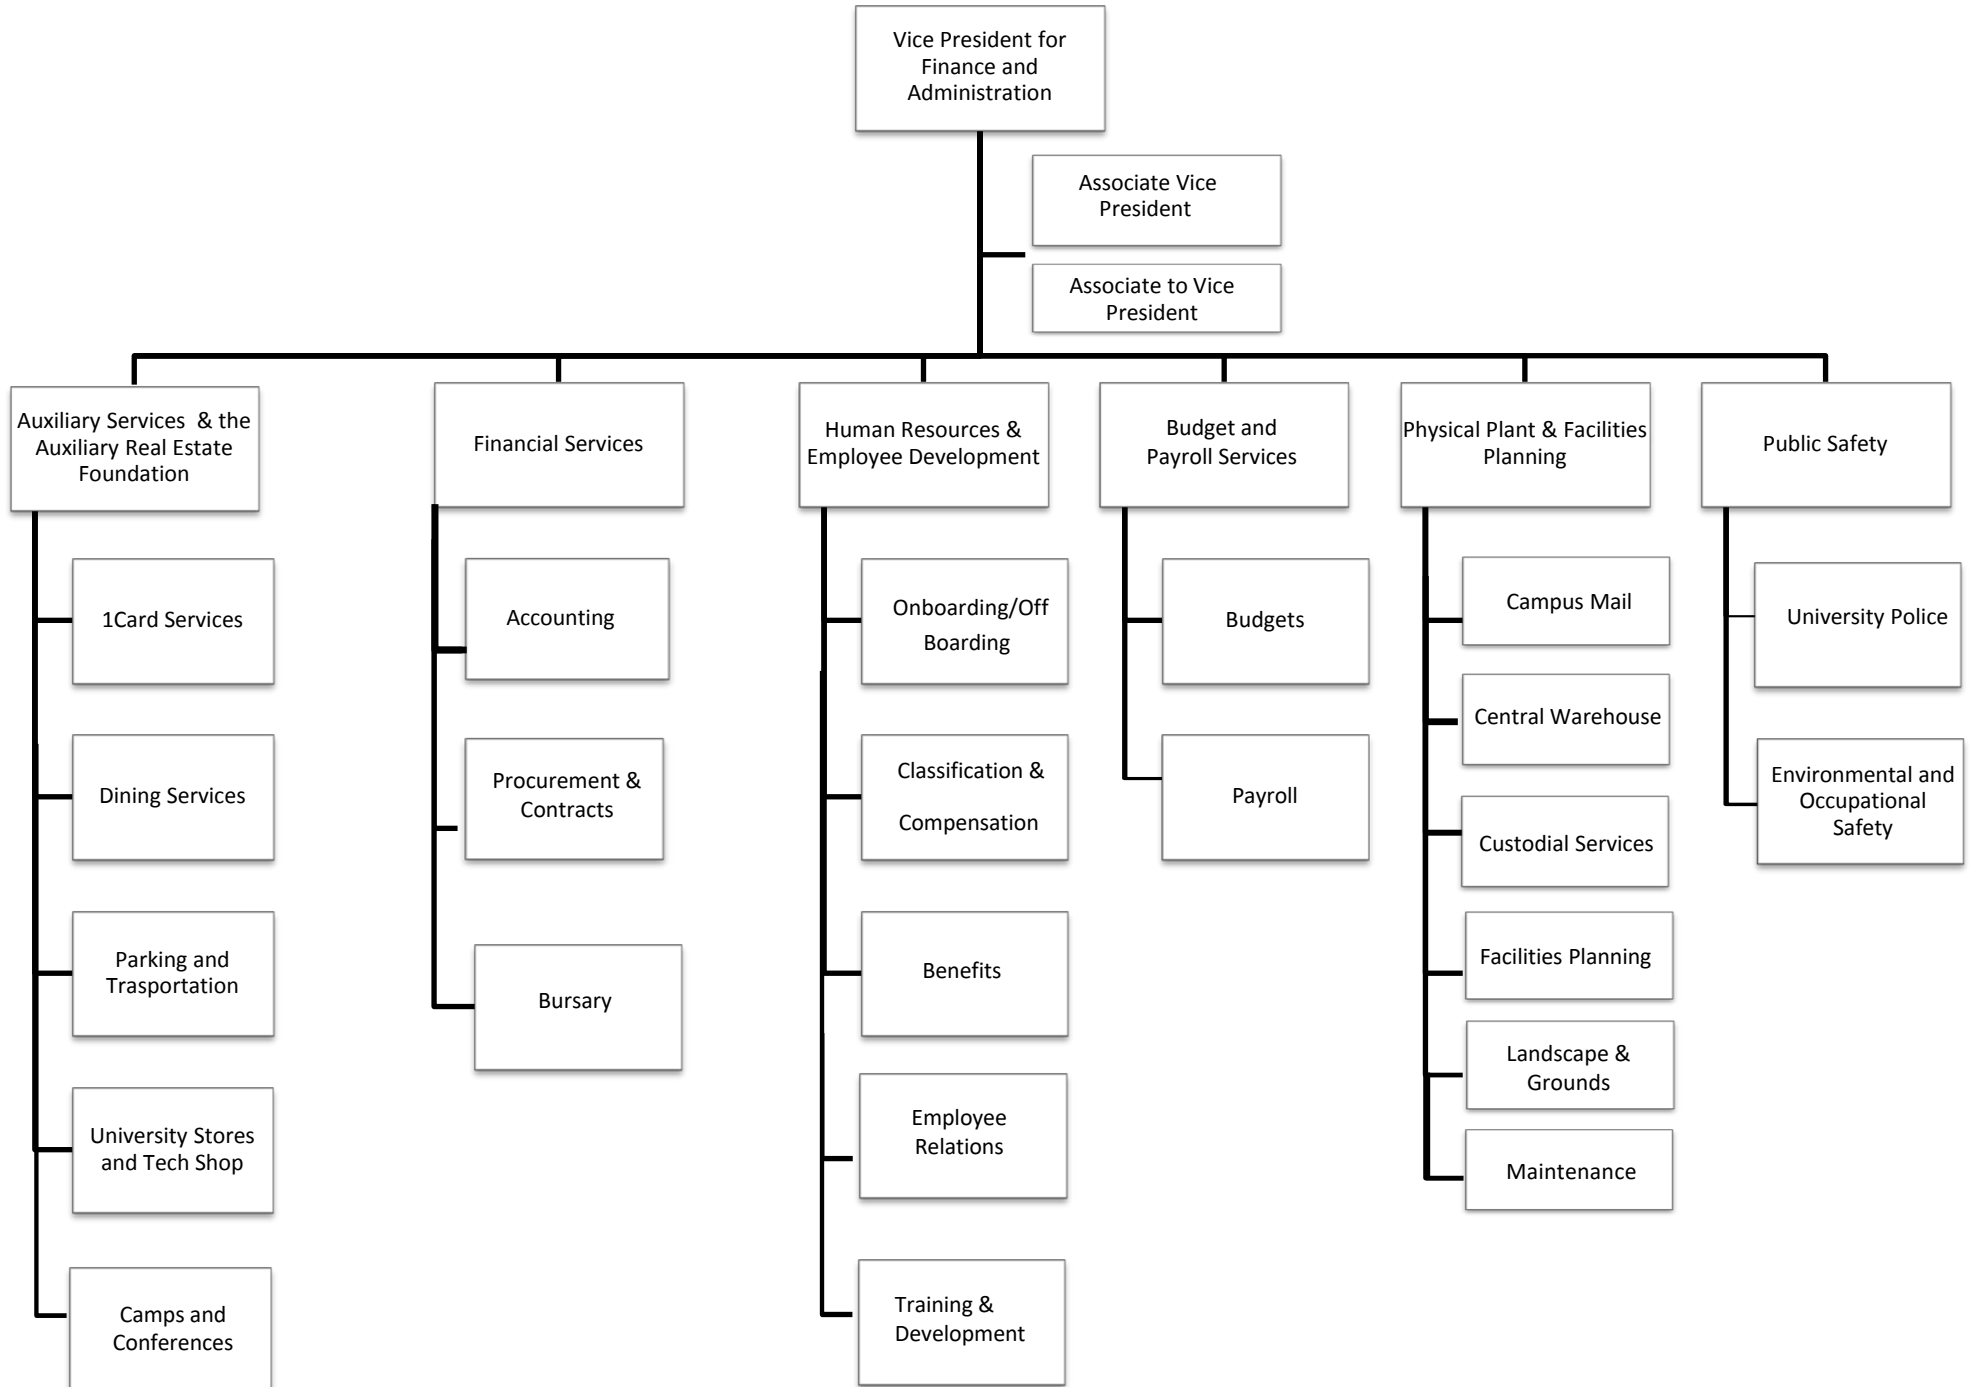 Vice President for
Finance and
Administration
Associate Vice
President
Associate to Vice
President
Auxiliary Services & the
Auxiliary Real Estate
Foundation
Financial Services
Human Resources &
Employee Development
Budget and
Payroll Services
Physical Plant & Facilities
Planning
Public Safety
1Card Services
Dining Services
Parking and
Trasportation
University Stores
and Tech Shop
Camps and
Conferences
Accounting
Procurement &
Contracts
Bursary
Onboarding/Off
Boarding
Classification &
Compensation
Benefits
Employee
Relations
Training &
Development
Budgets
Payroll
Campus Mail
Central Warehouse
Custodial Services
Facilities Planning
Landscape &
Grounds
Maintenance
University Police
Environmental and
Occupational
Safety